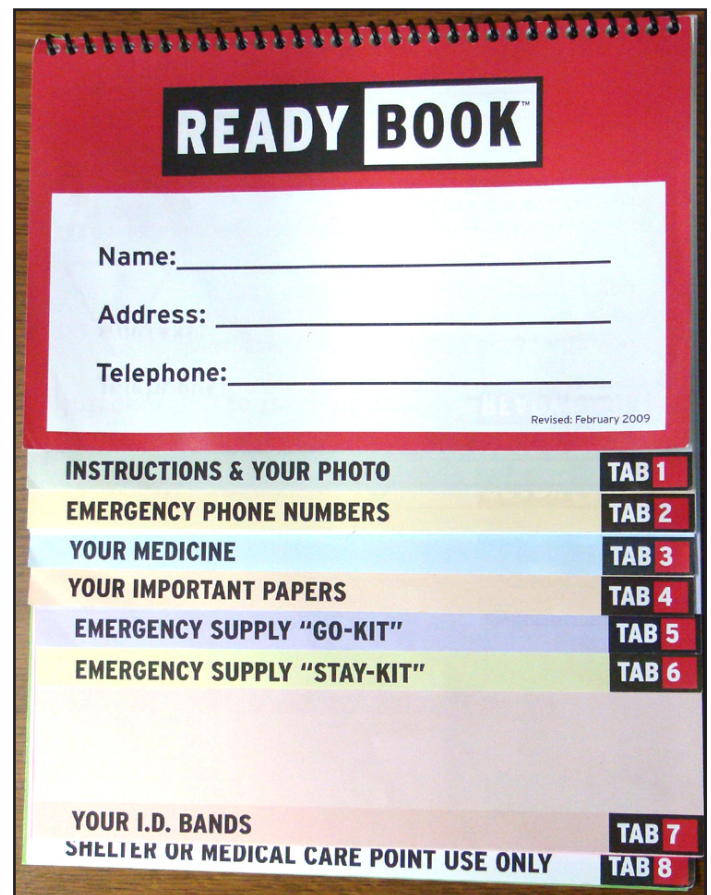 READY BOOK™
Name:
Address:
Telephone:
Revised: February 2009
INSTRUCTIONS & YOUR PHOTO TAB 1
EMERGENCY PHONE NUMBERS TAB 2
YOUR MEDICINE TAB 3
YOUR IMPORTANT PAPERS TAB 4
EMERGENCY SUPPLY “GO-KIT” TAB 5
EMERGENCY SUPPLY “STAY-KIT” TAB 6
YOUR I.D. BANDS TAB 7
SHELTER OR MEDICAL CARE POINT USE ONLY TAB 8